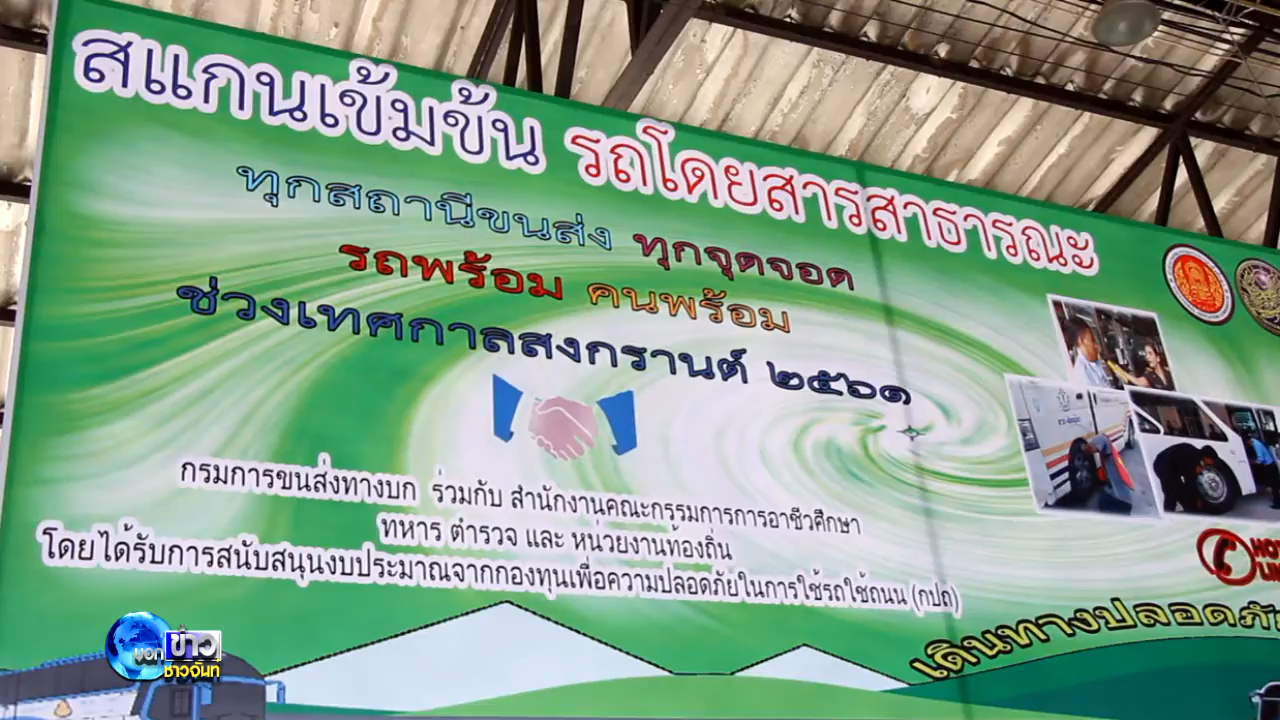 สแกนเข้มข้น รถโดยสารสาธารณะ
ทุกสถานีขนส่ง ทุกจุดจอด
รถพร้อม คนพร้อม
ช่วงเทศกาลสงกรานต์ ๒๕๖๑
กรมการขนส่งทางบก ร่วมกับ สำนักงานคณะกรรมการการอาชีวศึกษา
ทหาร ตำรวจ และ หน่วยงานท้องถิ่น
โดยได้รับการสนับสนุนงบประมาณจากกองทุนเพื่อความปลอดภัยในการใช้รถใช้ถนน (กปถ)
เดินทางปลอดภั
บอกข่าว
ชาวจันท์